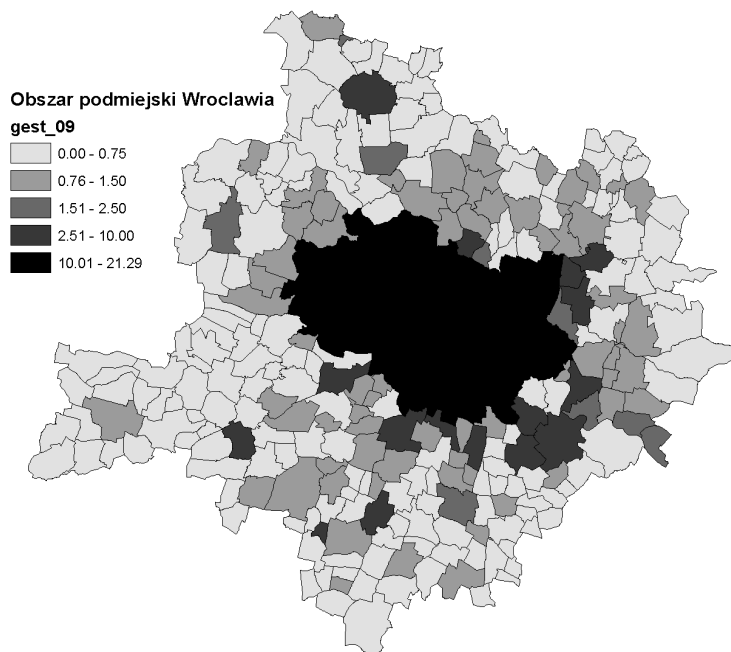 Obszar podmiejski Wroclawia
gest_09
0.00 - 0.75
0.76 - 1.50
1.51 - 2.50
2.51 - 10.00
10.01 - 21.29